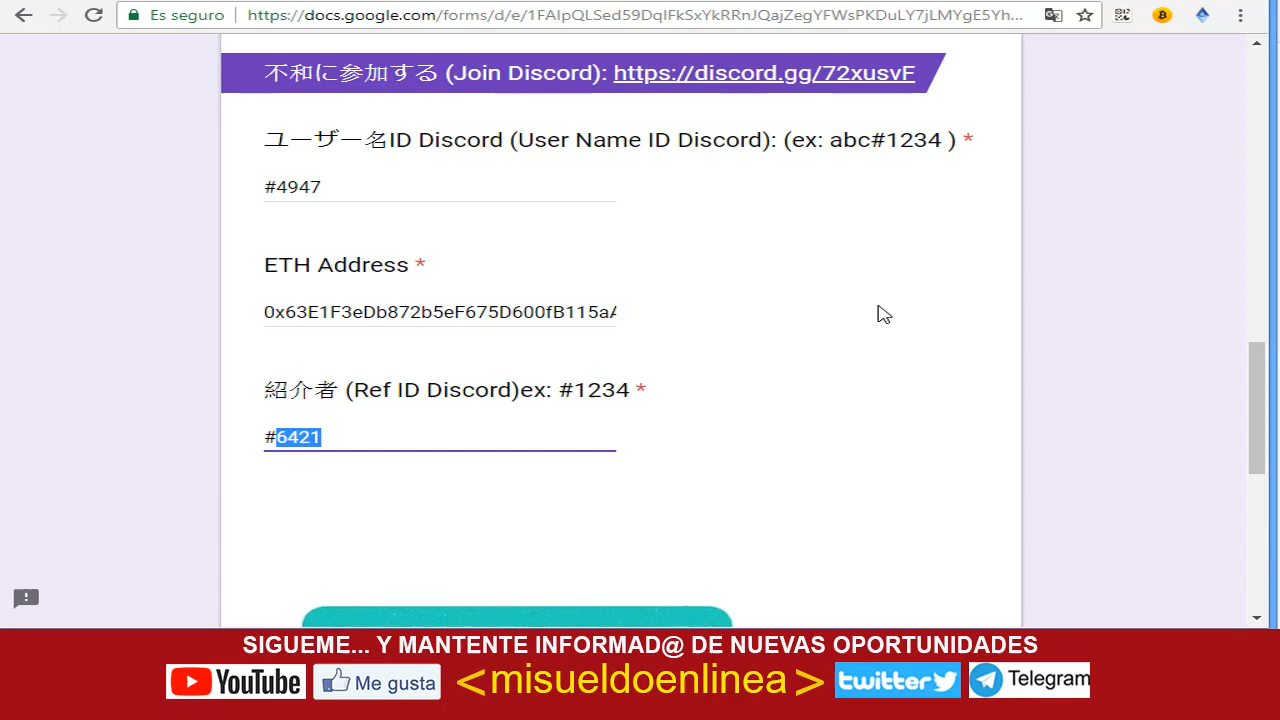 Es seguro
https://docs.google.com/forms/d/e/1FAIpQLSed59DqIFkSxYkRRnJQajZegYFWsPKDuLY7jLMYgE5Yh...
不和に参加する (Join Discord): https://discord.gg/72xusvF
ユーザー名ID Discord (User Name ID Discord): (ex: abc#1234 ) *
#4947
ETH Address *
0x63E1F3eDb872b5eF675D600fB115aA
紹介者 (Ref ID Discord)ex: #1234 *
#6421
SIGUEME... Y MANTENTE INFORMAD@ DE NUEVAS OPORTUNIDADES
YouTube
Me gusta
<misueldoenlinea>
twitter
Telegram